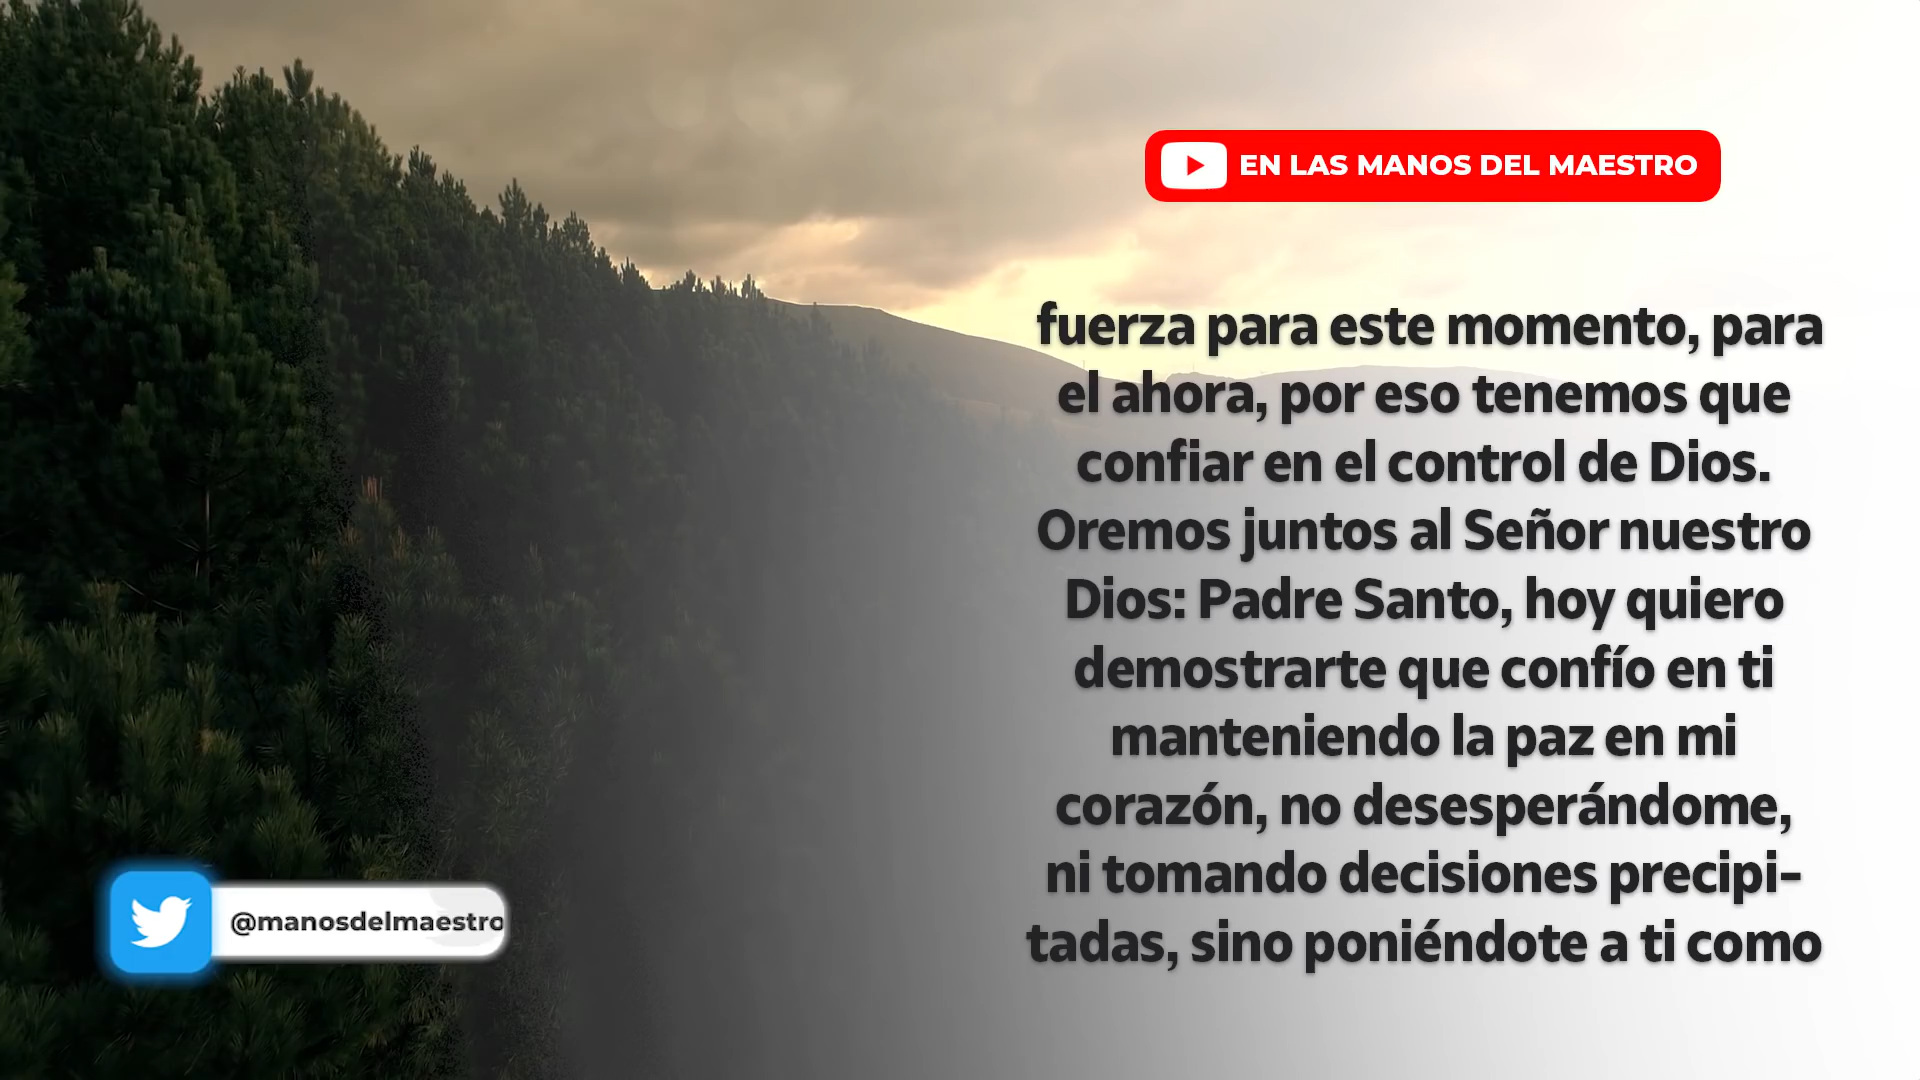 EN LAS MANOS DEL MAESTRO
fuerza para este momento, para
el ahora, por eso tenemos que
confiar en el control de Dios.
Oremos juntos al Señor nuestro
Dios: Padre Santo, hoy quiero
demostrarte que confío en ti
manteniendo la paz en mi
corazón, no desesperándome,
ni tomando decisiones precipi-
tadas, sino poniéndote a ti como
@manosdelmaestro